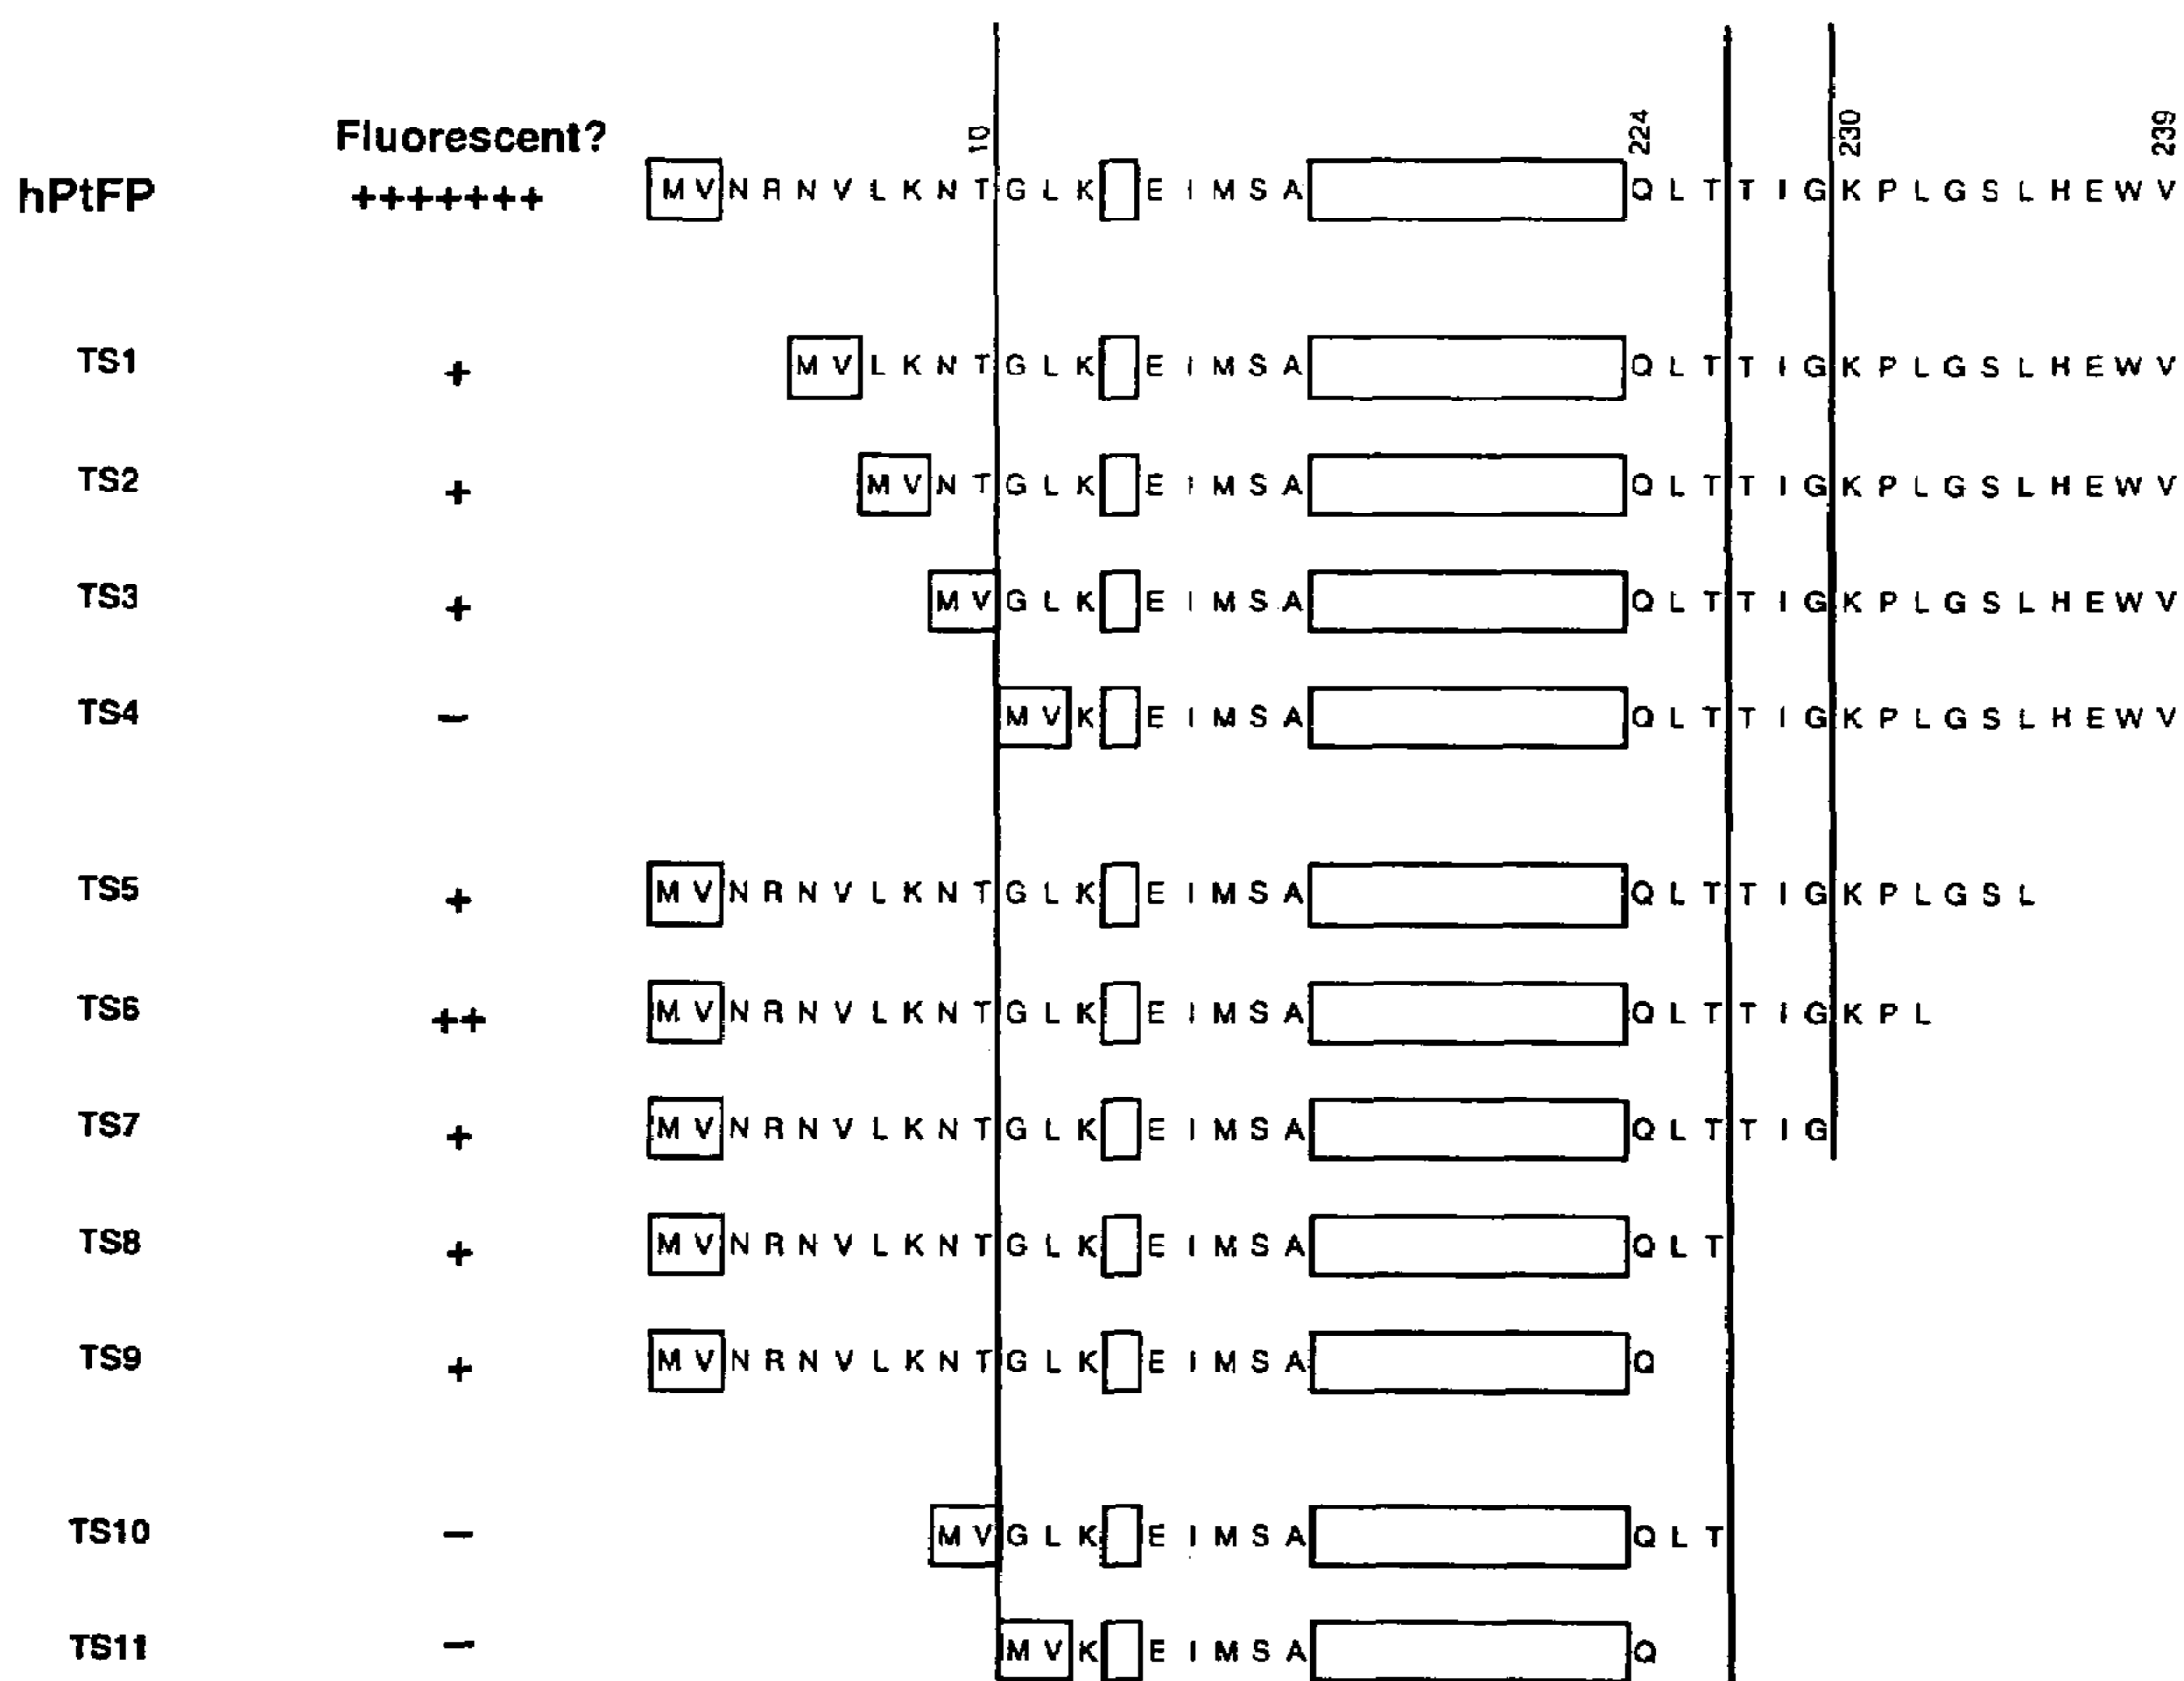 10 224 230 239
Fluorescent?
hPtFP +++++++ M V N R N V L K N T G L K E I M S A Q L T T I G K P L G S L H E W V
TS1 + M V L K N T G L K E I M S A Q L T T I G K P L G S L H E W V
TS2 + M V N T G L K E I M S A Q L T T I G K P L G S L H E W V
TS3 + M V G L K E I M S A Q L T T I G K P L G S L H E W V
TS4 – M V K E I M S A Q L T T I G K P L G S L H E W V
TS5 + M V N R N V L K N T G L K E I M S A Q L T T I G K P L G S L
TS6 ++ M V N R N V L K N T G L K E I M S A Q L T T I G K P L
TS7 + M V N R N V L K N T G L K E I M S A Q L T T I G
TS8 + M V N R N V L K N T G L K E I M S A Q L T
TS9 + M V N R N V L K N T G L K E I M S A Q
TS10 – M V G L K E I M S A Q L T
TS11 – M V K E I M S A Q